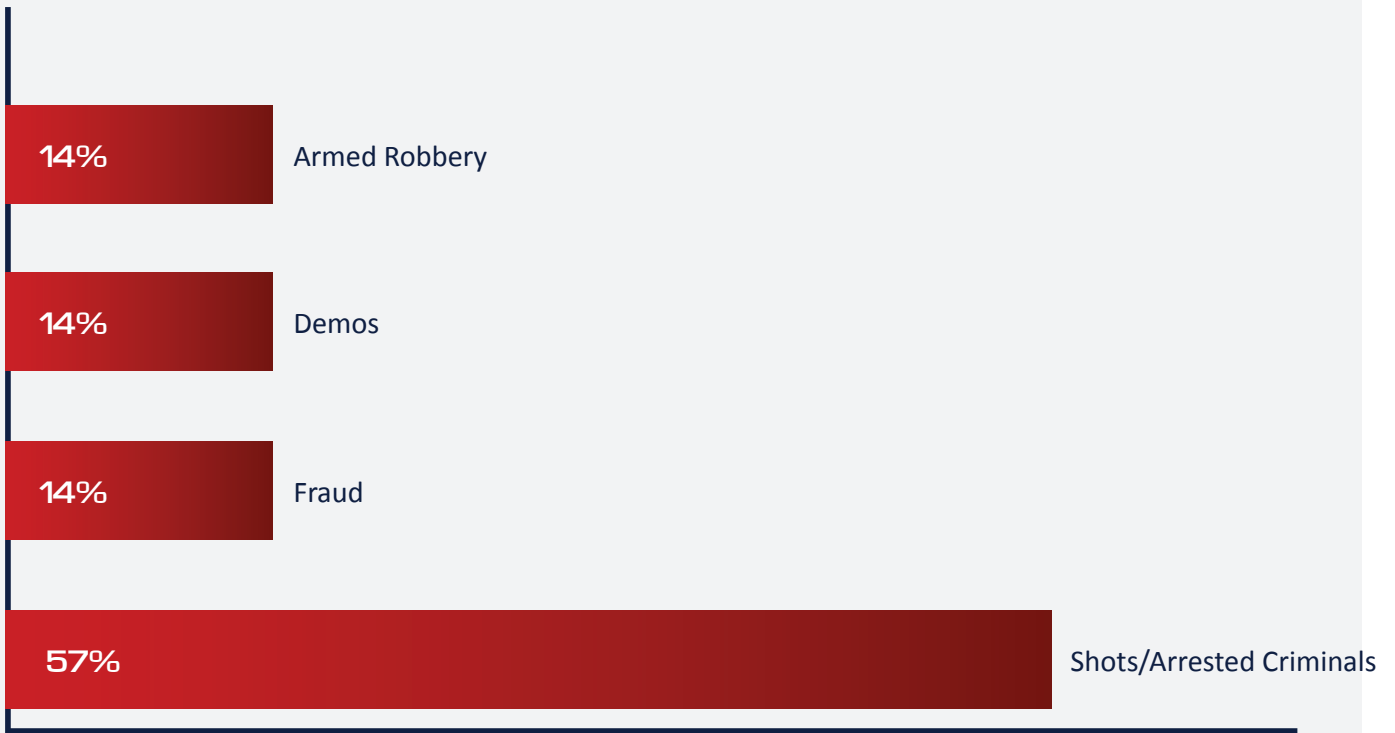 14% Armed Robbery
14% Demos
14% Fraud
57% Shots/Arrested Criminals